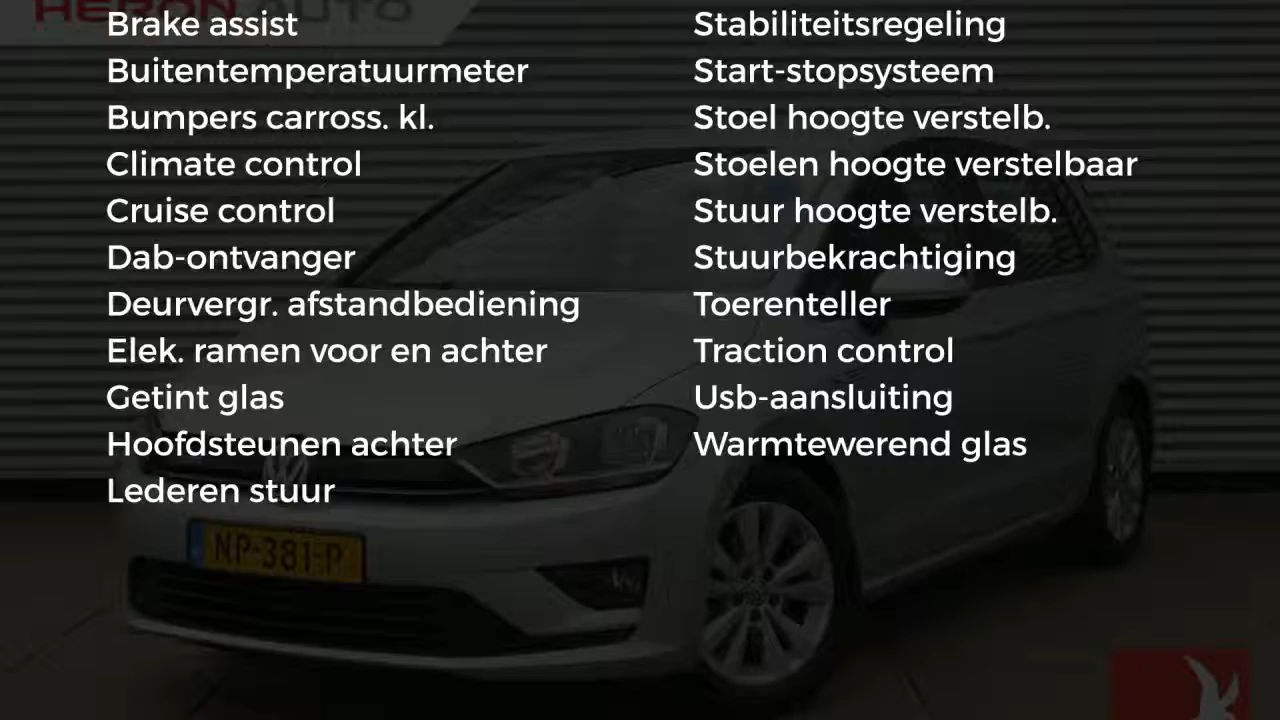 HERON AUTO
Brake assist
Buitentemperatuurmeter
Bumpers carross. kl.
Climate control
Cruise control
Dab-ontvanger
Deurvergr. afstandbediening
Elek. ramen voor en achter
Getint glas
Hoofdsteunen achter
Lederen stuur
Stabiliteitsregeling
Start-stopsysteem
Stoel hoogte verstelb.
Stoelen hoogte verstelbaar
Stuur hoogte verstelb.
Stuurbekrachtiging
Toerenteller
Traction control
Usb-aansluiting
Warmtewerend glas
NP-381-P